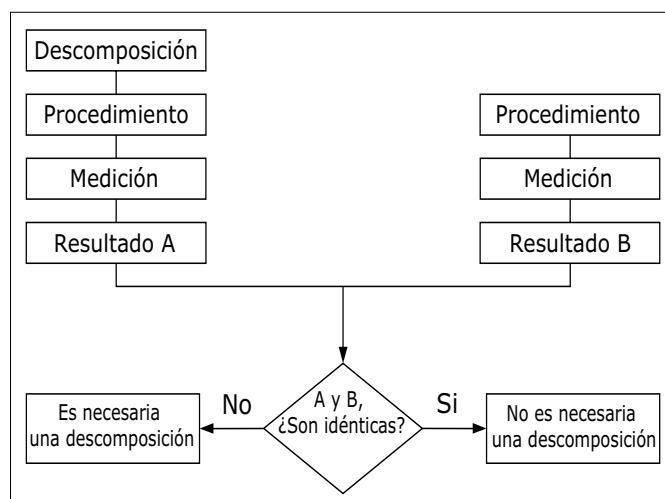 Descomposición
Procedimiento
Procedimiento
Medición
Medición
Resultado A
Resultado B
A y B,
¿Son idénticas?
No
Si
Es necesaria
una descomposición
No es necesaria
una descomposición